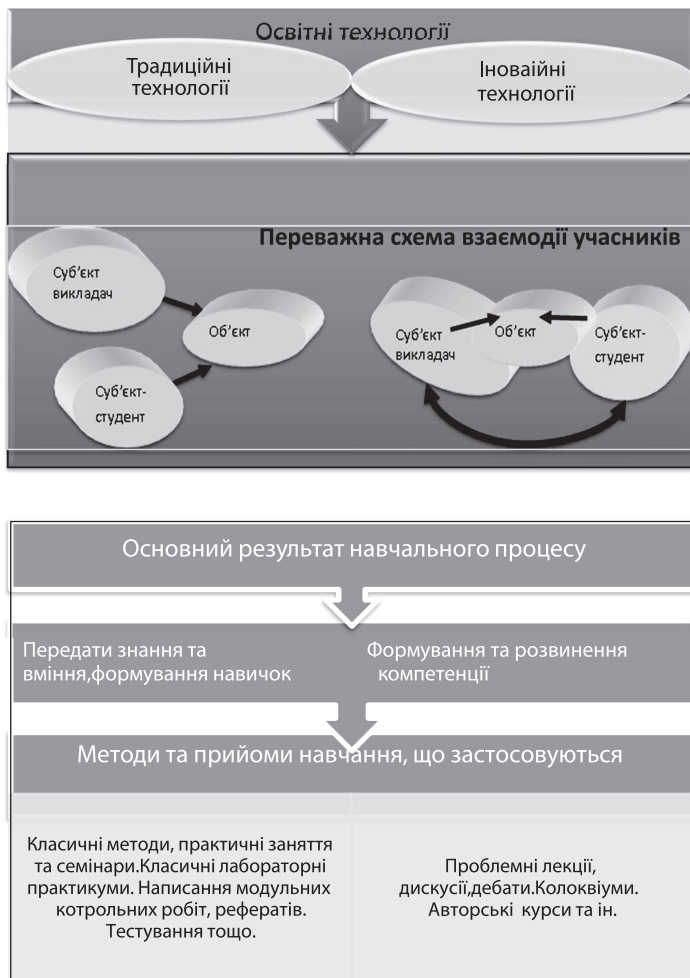 Освітні технології
Традиційні
технології
Іноваійні
технології
Переважна схема взаємодії учасників
Суб’єкт
викладач
Об’єкт
Суб’єкт-
студент
Суб’єкт
викладач
Об’єкт
Суб’єкт-
студент
Основний результат навчального процесу
Передати знання та
вміння,формування навичок
Формування та розвинення
компетенції
Методи та прийоми навчання, що застосовуються
Класичні методи, практичні заняття
та семінари.Класичні лабораторні
практикуми. Написання модульних
котрольних робіт, рефератів.
Тестування тощо.
Проблемні лекції,
дискусії,дебати.Колоквіуми.
Авторські курси та ін.